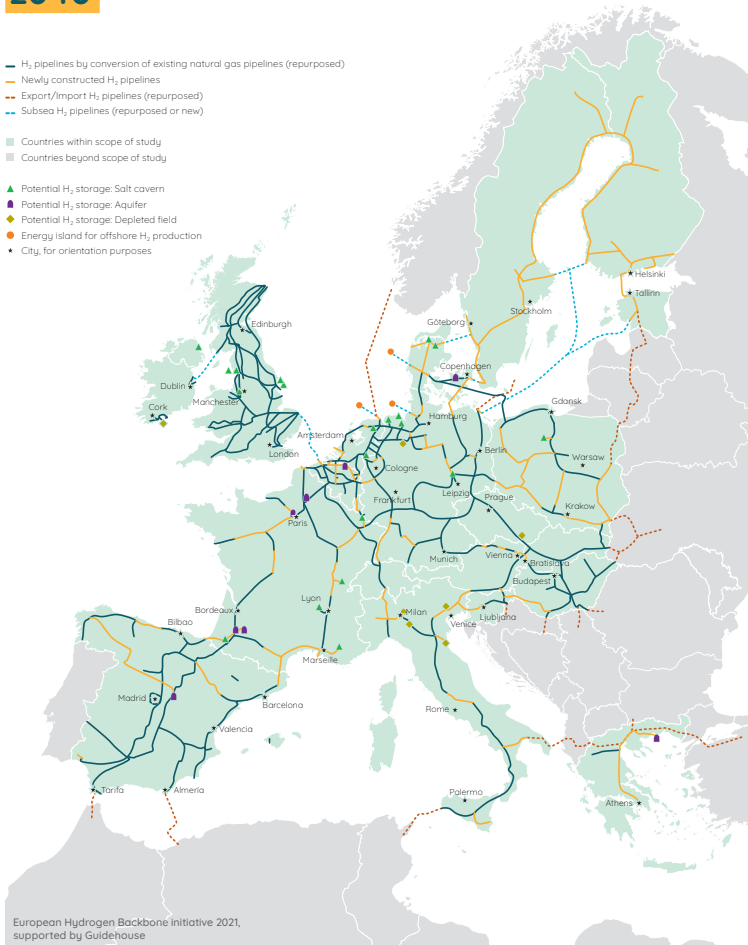 2040
H₂ pipelines by conversion of existing natural gas pipelines (repurposed)
Newly constructed H₂ pipelines
Export/Import H₂ pipelines (repurposed)
Subsea H₂ pipelines (repurposed or new)
Countries within scope of study
Countries beyond scope of study
Potential H₂ storage: Salt cavern
Potential H₂ storage: Aquifer
Potential H₂ storage: Depleted field
Energy island for offshore H₂ production
City, for orientation purposes
Helsinki
Tallinn
Stockholm
Edinburgh
Göteborg
Copenhagen
Dublin
Manchester
Cork
Gdansk
Hamburg
Amsterdam
London
Berlin
Warsaw
Cologne
Leipzig
Prague
Frankfurt
Krakow
Paris
Munich
Vienna
Bratislava
Budapest
Lyon
Bordeaux
Milan
Venice
Ljubljana
Bilbao
Marseille
Madrid
Barcelona
Rome
Valencia
Tarifa
Almería
Palermo
Athens
European Hydrogen Backbone initiative 2021,
supported by Guidehouse